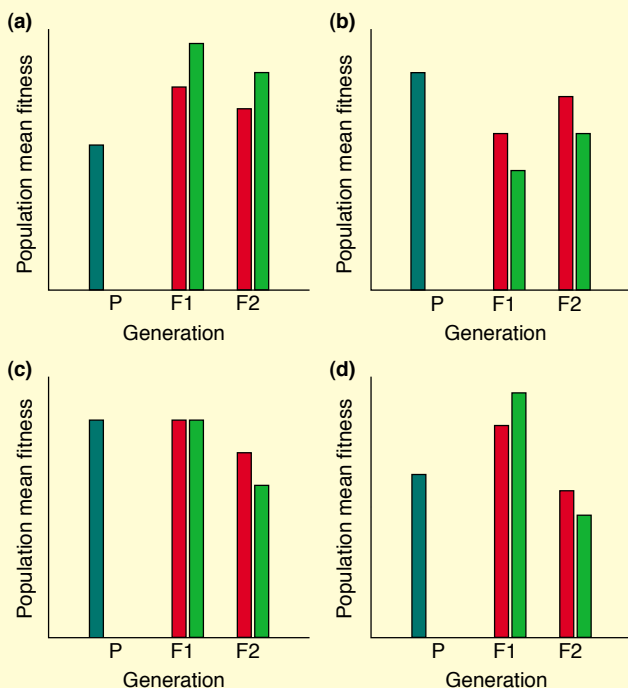 (a)
Population mean fitness
P F1 F2
Generation
(b)
Population mean fitness
P F1 F2
Generation
(c)
Population mean fitness
P F1 F2
Generation
(d)
Population mean fitness
P F1 F2
Generation